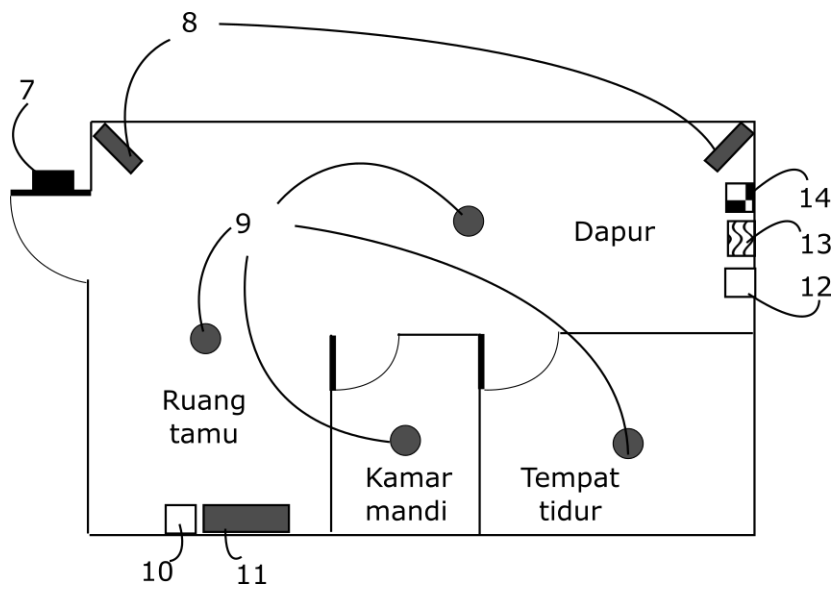 8
7
14
9
Dapur
13
12
Ruang
tamu
Kamar
mandi
Tempat
tidur
10
11